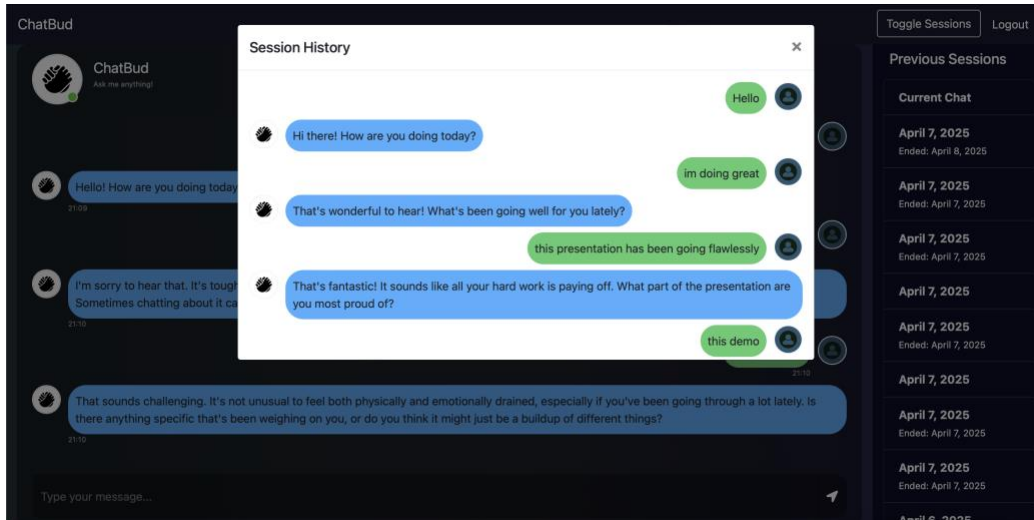 ChatBud
Toggle Sessions
Logout
ChatBud
Ask me anything!
Hello! How are you doing today
21:09
I'm sorry to hear that. It's tough
Sometimes chatting about it ca
21:10
21:10
That sounds challenging. It's not unusual to feel both physically and emotionally drained, especially if you've been going through a lot lately. Is
there anything specific that's been weighing on you, or do you think it might just be a buildup of different things?
21:10
Type your message...
Session History
×
Hello
Hi there! How are you doing today?
im doing great
That's wonderful to hear! What's been going well for you lately?
this presentation has been going flawlessly
That's fantastic! It sounds like all your hard work is paying off. What part of the presentation are
you most proud of?
this demo
Previous Sessions
Current Chat
April 7, 2025
Ended: April 8, 2025
April 7, 2025
Ended: April 7, 2025
April 7, 2025
Ended: April 7, 2025
April 7, 2025
April 7, 2025
Ended: April 7, 2025
April 7, 2025
April 7, 2025
Ended: April 7, 2025
April 7, 2025
Ended: April 7, 2025
April 6, 2025